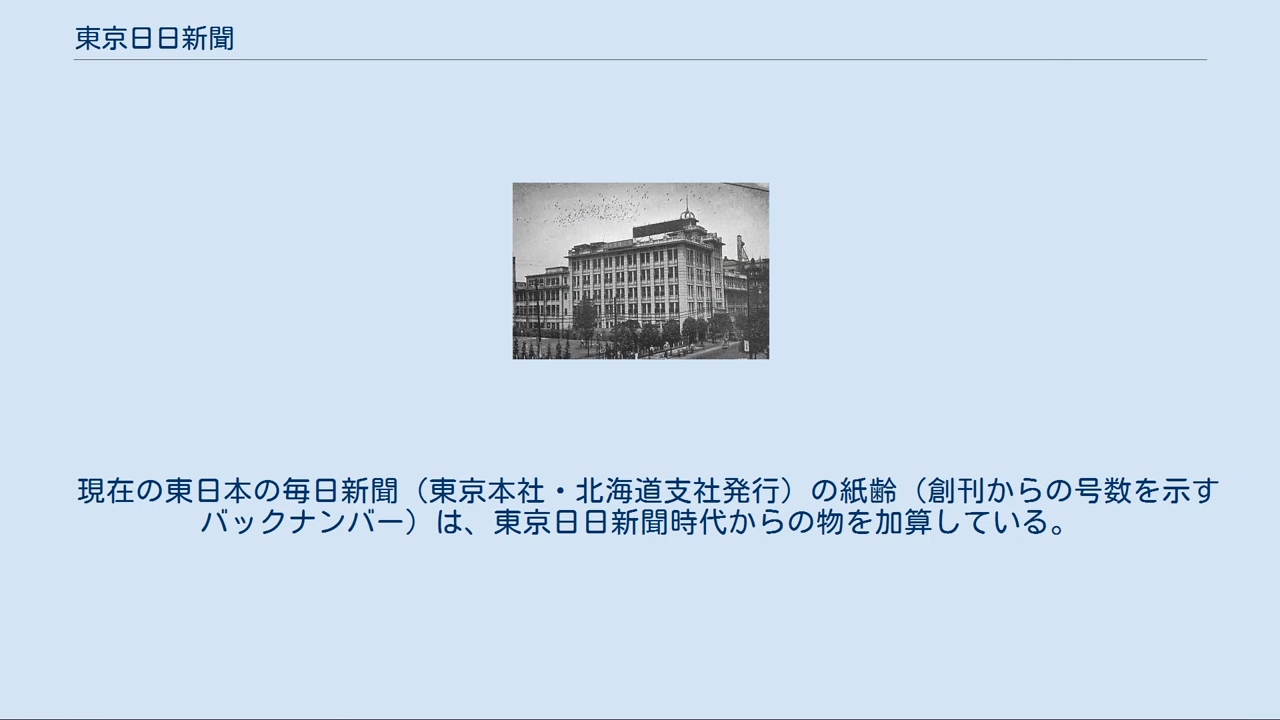 東京日日新聞
現在の東日本の毎日新聞（東京本社・北海道支社発行）の紙齢（創刊からの号数を示す
バックナンバー）は、東京日日新聞時代からの物を加算している。